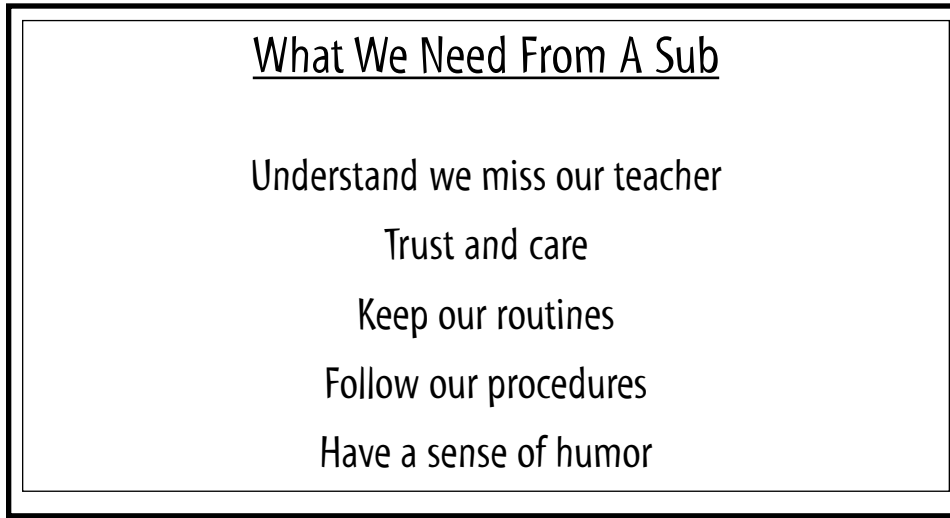 What We Need From A Sub
Understand we miss our teacher
Trust and care
Keep our routines
Follow our procedures
Have a sense of humor